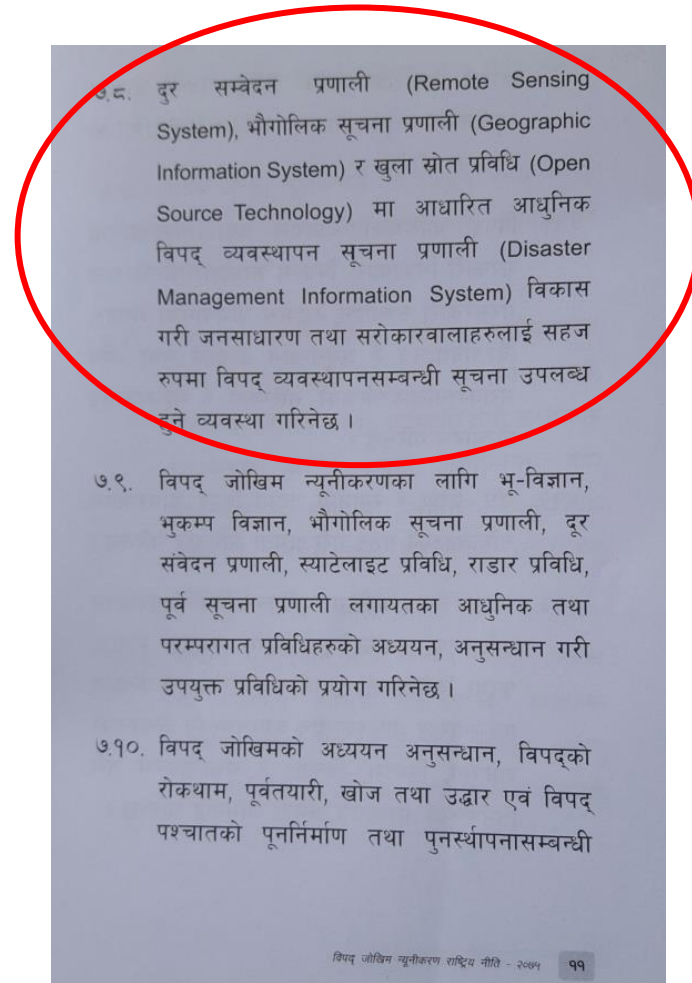 ७.८. दुर सम्वेदन प्रणाली (Remote Sensing
System), भौगोलिक सूचना प्रणाली (Geographic
Information System) र खुला स्रोत प्रविधि (Open
Source Technology) मा आधारित आधुनिक
विपद् व्यवस्थापन सूचना प्रणाली (Disaster
Management Information System) विकास
गरी जनसाधारण तथा सरोकारवालाहरुलाई सहज
रुपमा विपद् व्यवस्थापनसम्बन्धी सूचना उपलब्ध
हुने व्यवस्था गरिनेछ ।
७.९. विपद् जोखिम न्यूनीकरणका लागि भू-विज्ञान,
भुकम्प विज्ञान, भौगोलिक सूचना प्रणाली, दूर
संवेदन प्रणाली, स्याटेलाइट प्रविधि, राडार प्रविधि,
पूर्व सूचना प्रणाली लगायतका आधुनिक तथा
परम्परागत प्रविधिहरुको अध्ययन, अनुसन्धान गरी
उपयुक्त प्रविधिको प्रयोग गरिनेछ ।
७.१०. विपद् जोखिमको अध्ययन अनुसन्धान, विपद्को
रोकथाम, पूर्वतयारी, खोज तथा उद्धार एवं विपद्
पश्चातको पूनर्निर्माण तथा पुनर्स्थापनासम्बन्धी
विपद् जोखिम न्यूनीकरण राष्ट्रिय नीति - २०७५ ११